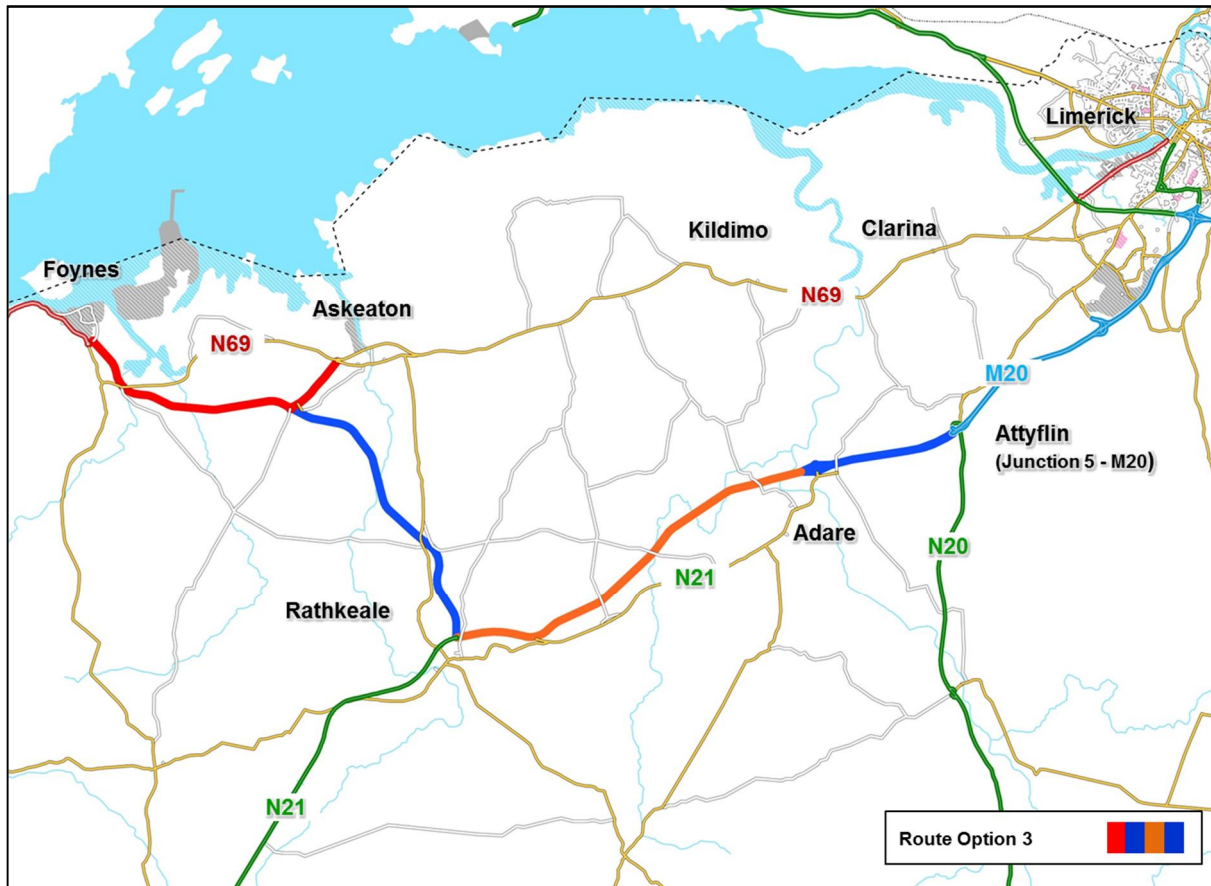 Limerick
Kildimo
Clarina
Foynes
N69
Askeaton
N69
M20
Attyflin
(Junction 5 - M20)
Adare
N20
N21
Rathkeale
N21
Route Option 3